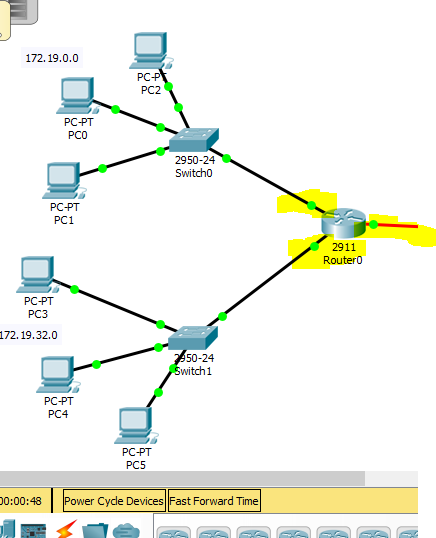 172.19.0.0
PC-PT
PC2
PC-PT
PC0
2950-24
Switch0
PC-PT
PC1
2911
Router0
PC-PT
PC3
172.19.32.0
2950-24
Switch1
PC-PT
PC4
PC-PT
PC5
00:00:48
Power Cycle Devices
Fast Forward Time